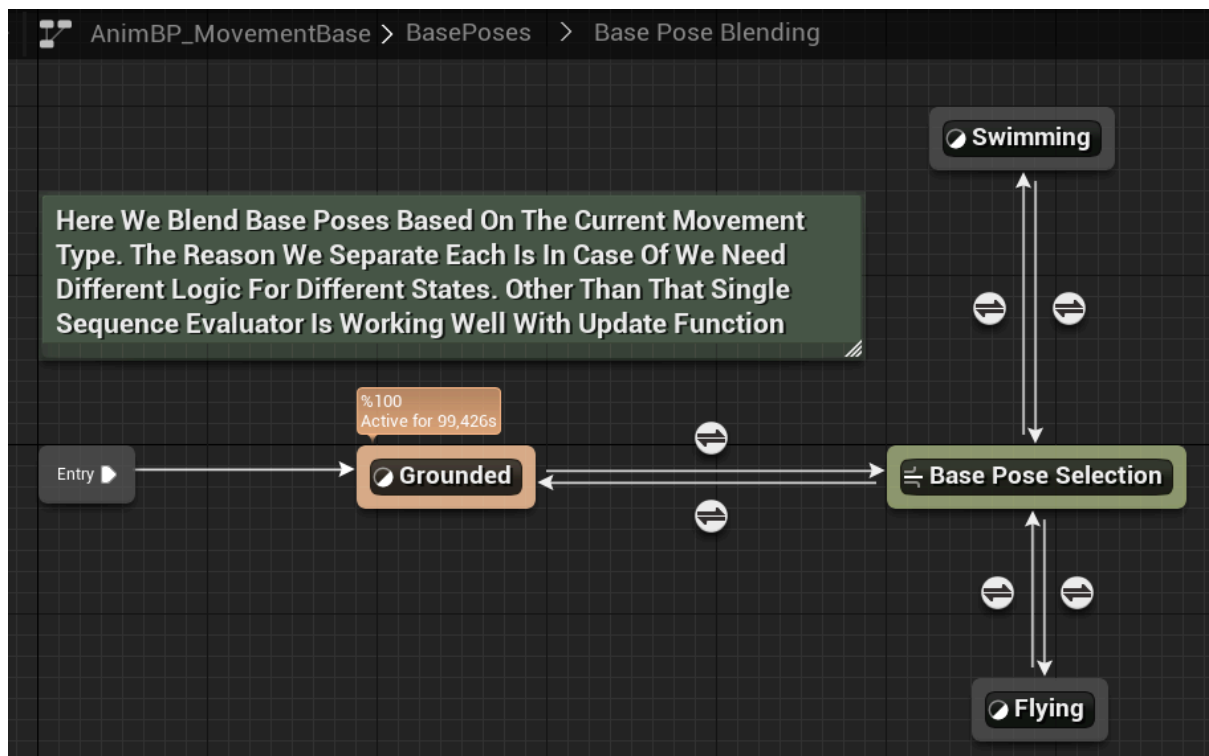 AnimBP_MovementBase > BasePoses > Base Pose Blending
Swimming
Here We Blend Base Poses Based On The Current Movement
Type. The Reason We Separate Each Is In Case Of We Need
Different Logic For Different States. Other Than That Single
Sequence Evaluator Is Working Well With Update Function
%100
Active for 99,426s
Entry
Grounded
Base Pose Selection
Flying